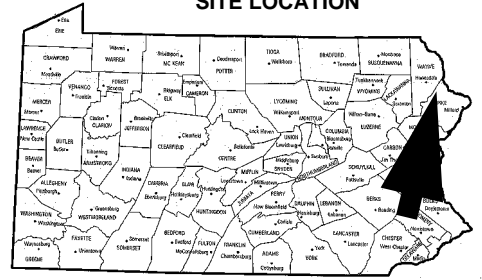 SITE LOCATION
Erie
ERIE
CRAWFORD
Meadville
Warren
WARREN
Smethport
MC KEAN
Coudersport
POTTER
TIOGA
Wellsboro
BRADFORD
Towanda
Montrose
SUSQUEHANNA
WAYNE
Honesdale
VENANGO
Franklin
FOREST
Tionesta
Ridgway
ELK
Emporium
CAMERON
SULLIVAN
Laporte
Tunkhannock
WYOMING
LACKAWANNA
Scranton
Milford
MERCER
Mercer
CLARION
Clarion
Brookville
JEFFERSON
CLINTON
Lock Haven
LYCOMING
Williamsport
MONTOUR
COLUMBIA
Bloomsburg
Wilkes-Barre
LUZERNE
LAWRENCE
New Castle
BUTLER
Butler
Kittanning
ARMSTRONG
Clearfield
CLEARFIELD
Bellefonte
CENTRE
UNION
Lewisburg
Middleburg
SNYDER
Sunbury
NORTHUMBERLAND
CARBON
SCHUYLKILL
Pottsville
BEAVER
Beaver
ALLEGHENY
Pittsburgh
Indiana
INDIANA
CAMBRIA
Ebensburg
BLAIR
Hollidaysburg
Huntingdon
HUNTINGDON
MIFFLIN
Lewistown
JUNIATA
PERRY
New Bloomfield
DAUPHIN
Harrisburg
LEBANON
Lebanon
BERKS
Reading
WASHINGTON
Washington
Greensburg
WESTMORELAND
Somerset
SOMERSET
BEDFORD
Bedford
McConnellsburg
FULTON
FRANKLIN
Chambersburg
CUMBERLAND
Carlisle
ADAMS
Gettysburg
York
YORK
LANCASTER
Lancaster
CHESTER
West Chester
Norristown
Doylestown
DELAWARE
Waynesburg
GREENE
FAYETTE
Uniontown